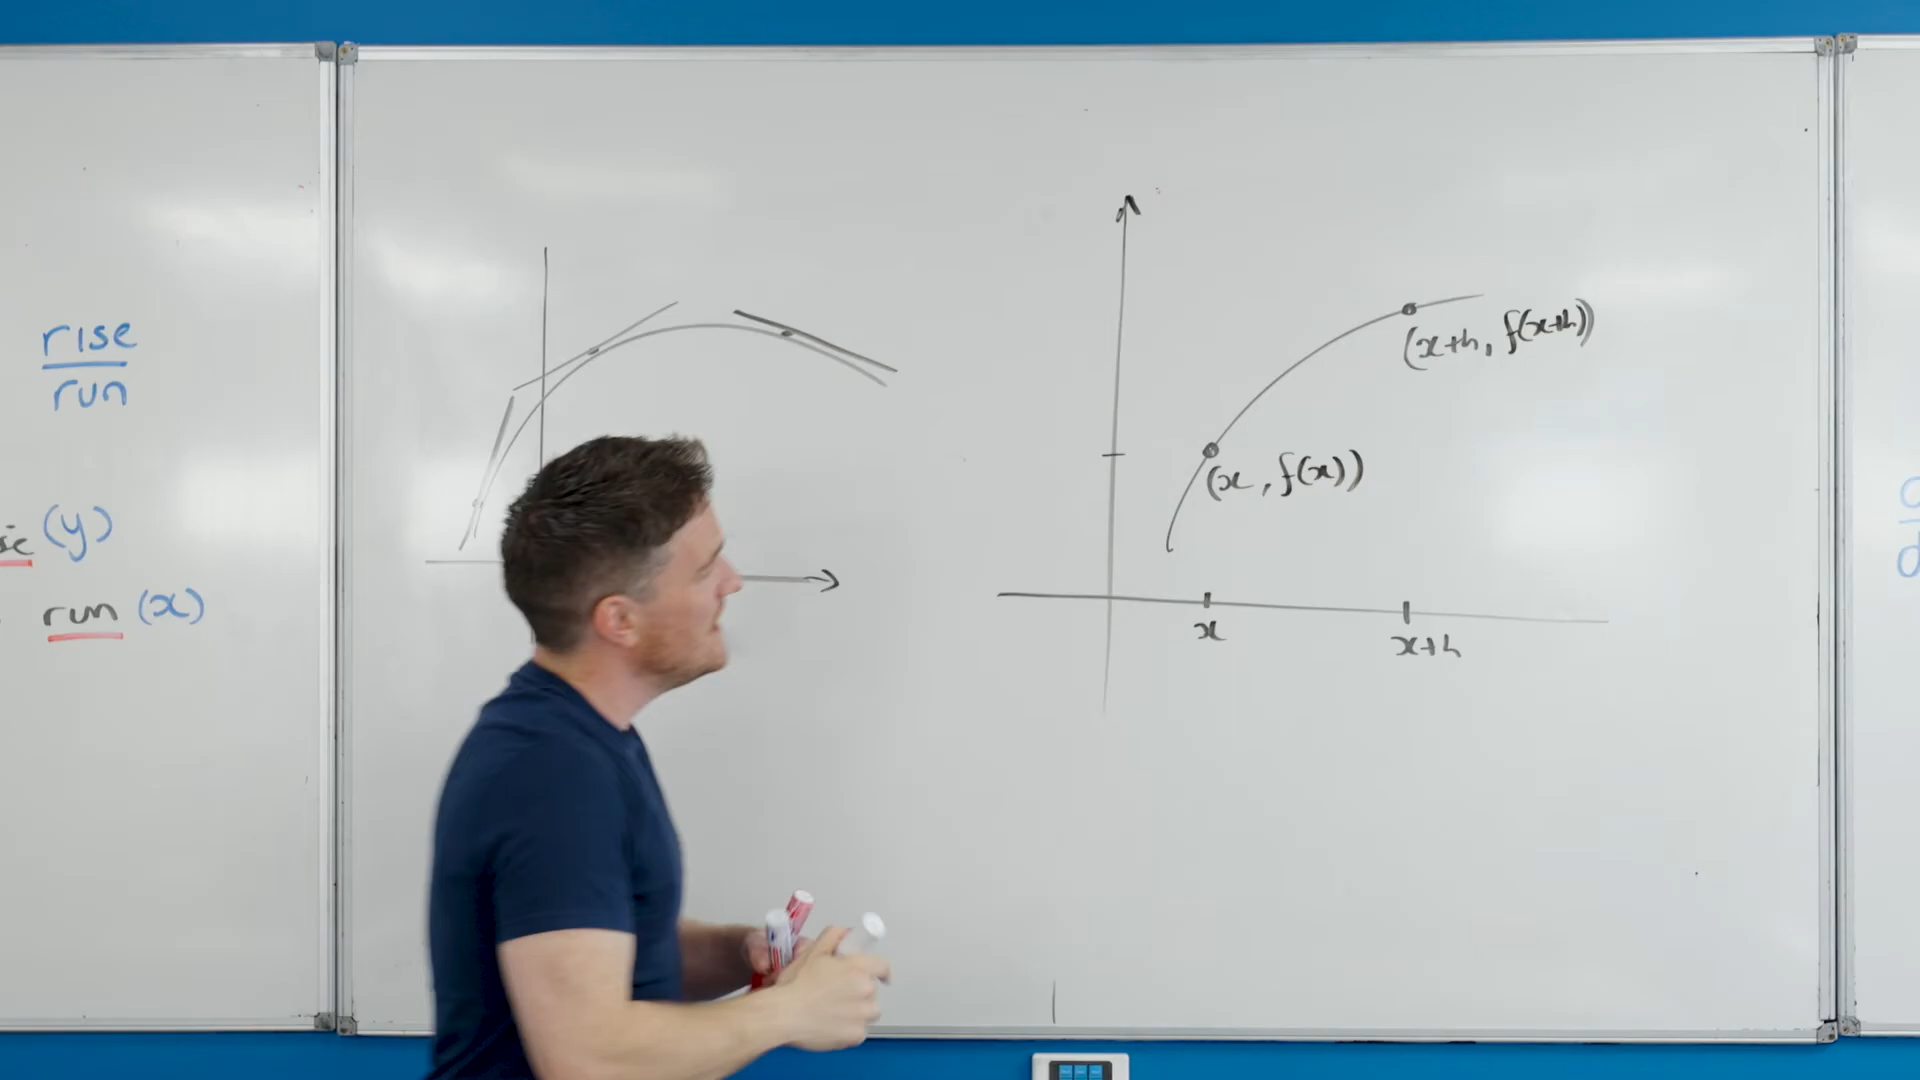 rise
run
(y)
run (x)
(x+h, f(x+h))
(x, f(x))
x
x+h